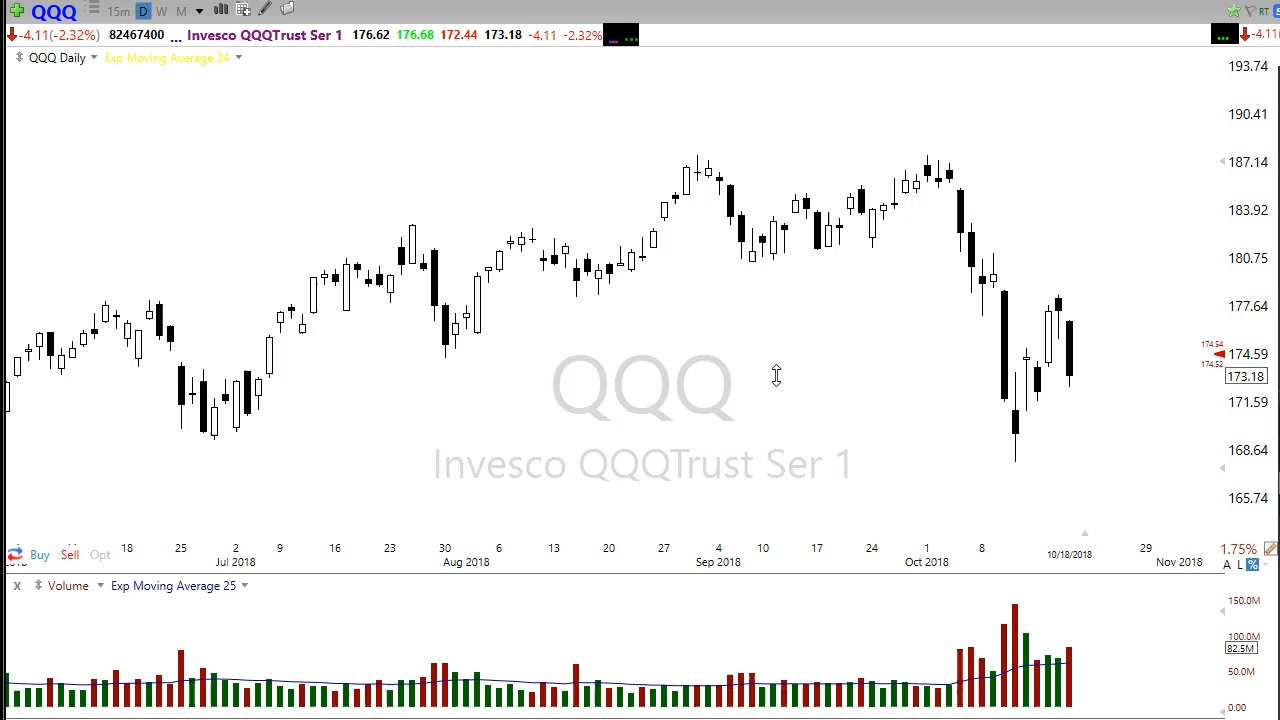 QQQ 15m D W M RT
-4.11(-2.32%) 82467400 ... Invesco QQQTrust Ser 1 176.62 176.68 172.44 173.18 -4.11 -2.32% ... ... ... -4.11(
QQQ Daily Exp Moving Average 34
193.74
190.41
187.14
183.92
180.75
177.64
174.54
174.59
174.52
173.18
171.59
168.64
165.74
QQQ
Invesco QQQTrust Ser 1
18 25 2 9 16 23 30 6 13 20 27 4 10 17 24 1 8 10/18/2018 29
Buy Sell Opt 1.75%
Jul 2018 Aug 2018 Sep 2018 Oct 2018 Nov 2018 A L %
X Volume Exp Moving Average 25
150.0M
100.0M
82.5M
50.0M
0.00